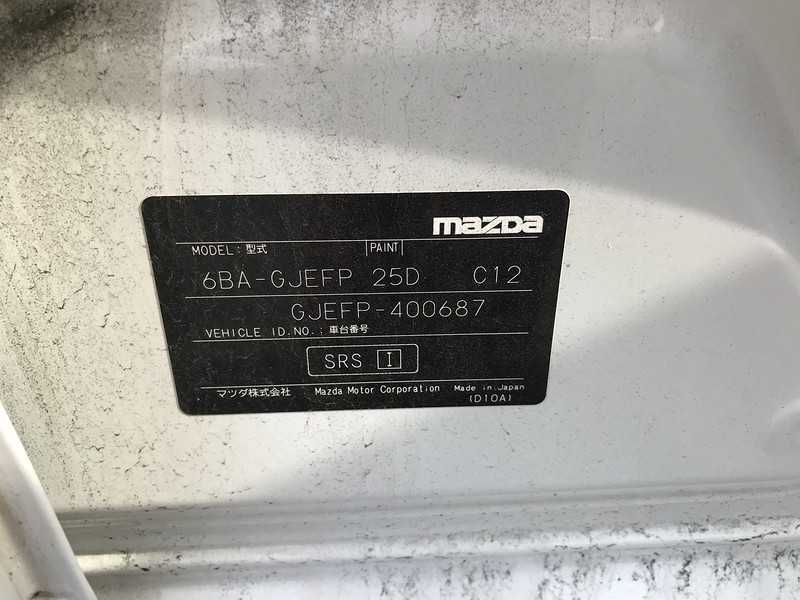 mazda
MODEL : 型式 PAINT
6BA-GJEFP 25D C12
GJEFP-400687
VEHICLE ID.NO. : 車台番号
SRS I
マツダ株式会社 Mazda Motor Corporation Made in Japan
(D10A)